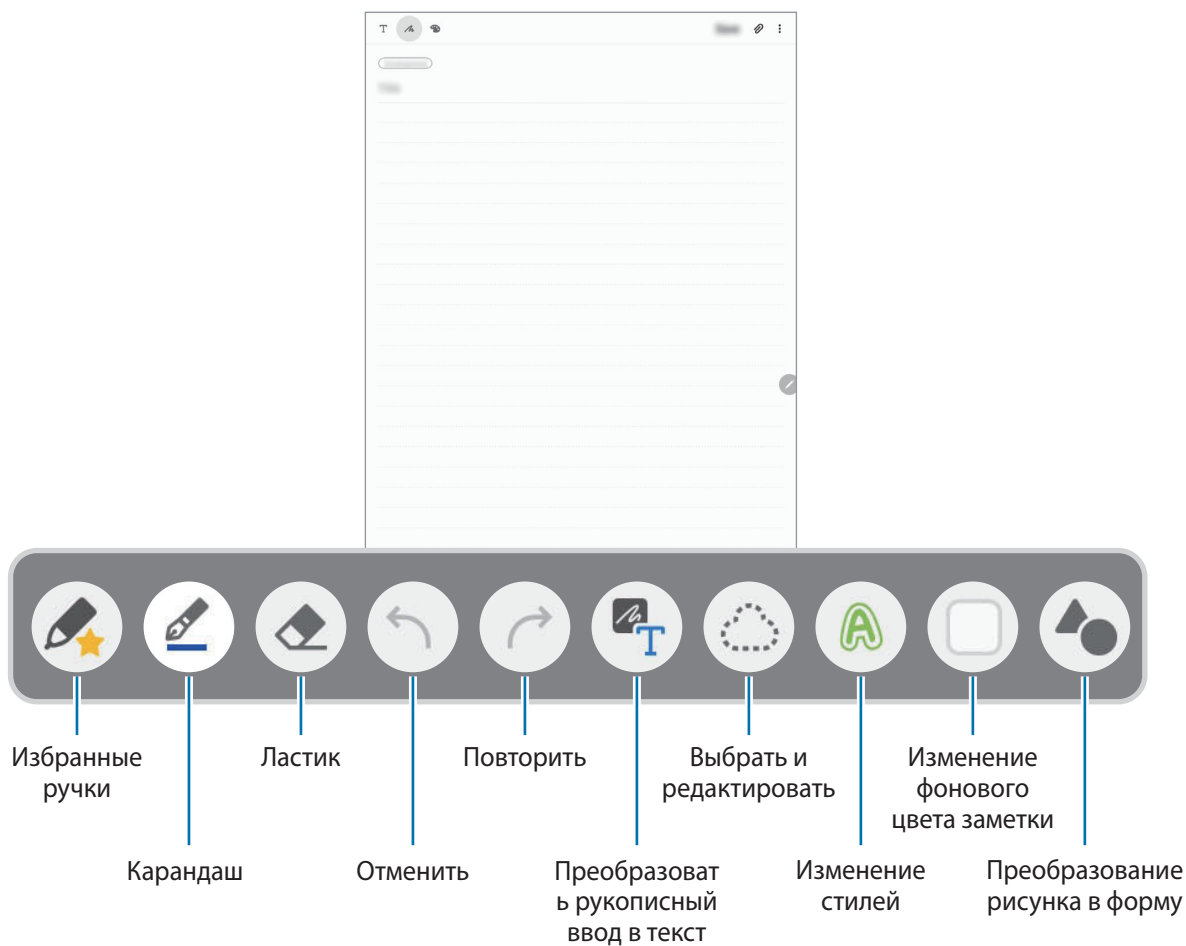 T
Избранные
ручки
Карандаш
Ластик
Отменить
Повторить
Преобразоват
ь рукописный
ввод в текст
Выбрать и
редактировать
Изменение
стилей
Изменение
фонового
цвета заметки
Преобразование
рисунка в форму